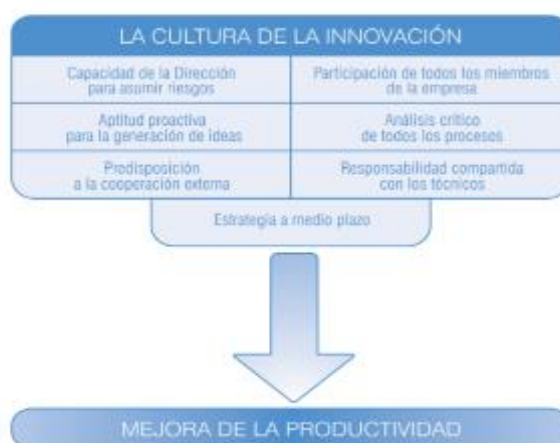 LA CULTURA DE LA INNOVACIÓN
Capacidad de la Dirección
para asumir riesgos
Participación de todos los miembros
de la empresa
Aptitud proactiva
para la generación de ideas
Análisis crítico
de todos los procesos
Predisposición
a la cooperación externa
Responsabilidad compartida
con los técnicos
Estrategia a medio plazo
MEJORA DE LA PRODUCTIVIDAD